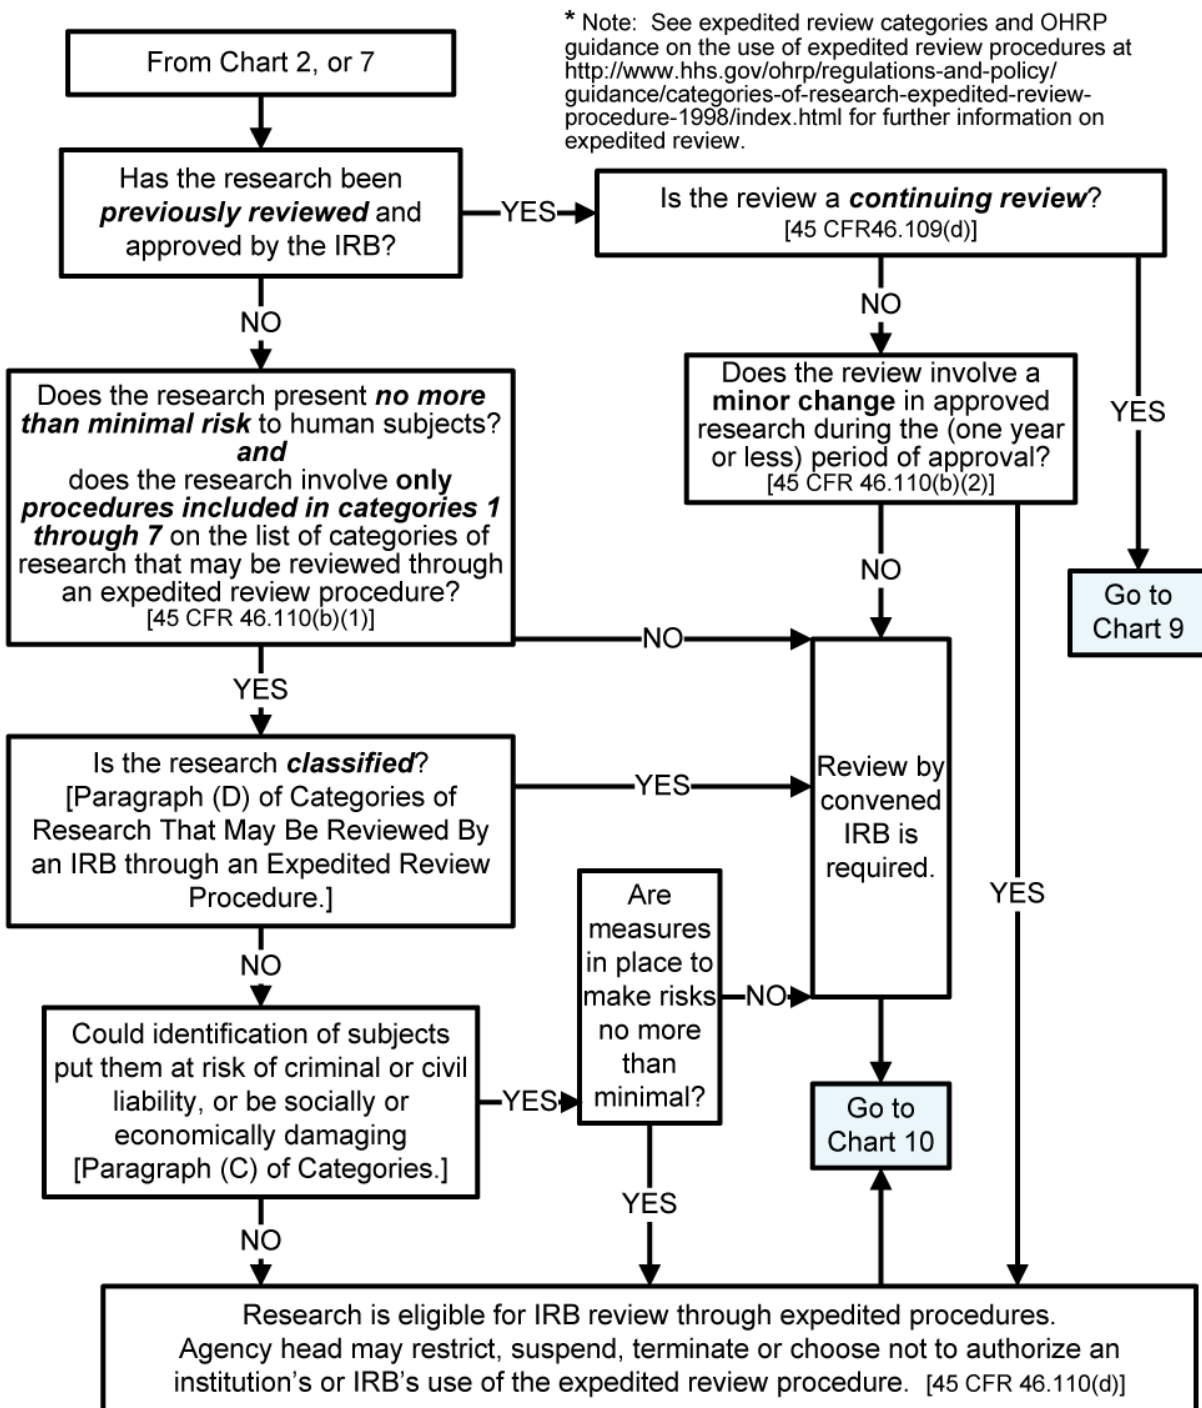 From Chart 2, or 7
* Note: See expedited review categories and OHRP
guidance on the use of expedited review procedures at
http://www.hhs.gov/ohrp/regulations-and-policy/
guidance/categories-of-research-expedited-review-
procedure-1998/index.html for further information on
expedited review.
Has the research been
previously reviewed and
approved by the IRB?
YES
Is the review a continuing review?
[45 CFR46.109(d)]
NO
NO
YES
Does the research present no more
than minimal risk to human subjects?
and
does the research involve only
procedures included in categories 1
through 7 on the list of categories of
research that may be reviewed through
an expedited review procedure?
[45 CFR 46.110(b)(1)]
Does the review involve a
minor change in approved
research during the (one year
or less) period of approval?
[45 CFR 46.110(b)(2)]
NO
Go to
Chart 9
NO
YES
Is the research classified?
[Paragraph (D) of Categories of
Research That May Be Reviewed By
an IRB through an Expedited Review
Procedure.]
YES
Review by
convened
IRB is
required.
YES
NO
Are
measures
in place to
make risks
no more
than
minimal?
NO
Could identification of subjects
put them at risk of criminal or civil
liability, or be socially or
economically damaging
[Paragraph (C) of Categories.]
YES
Go to
Chart 10
YES
NO
Research is eligible for IRB review through expedited procedures.
Agency head may restrict, suspend, terminate or choose not to authorize an
institution's or IRB's use of the expedited review procedure. [45 CFR 46.110(d)]